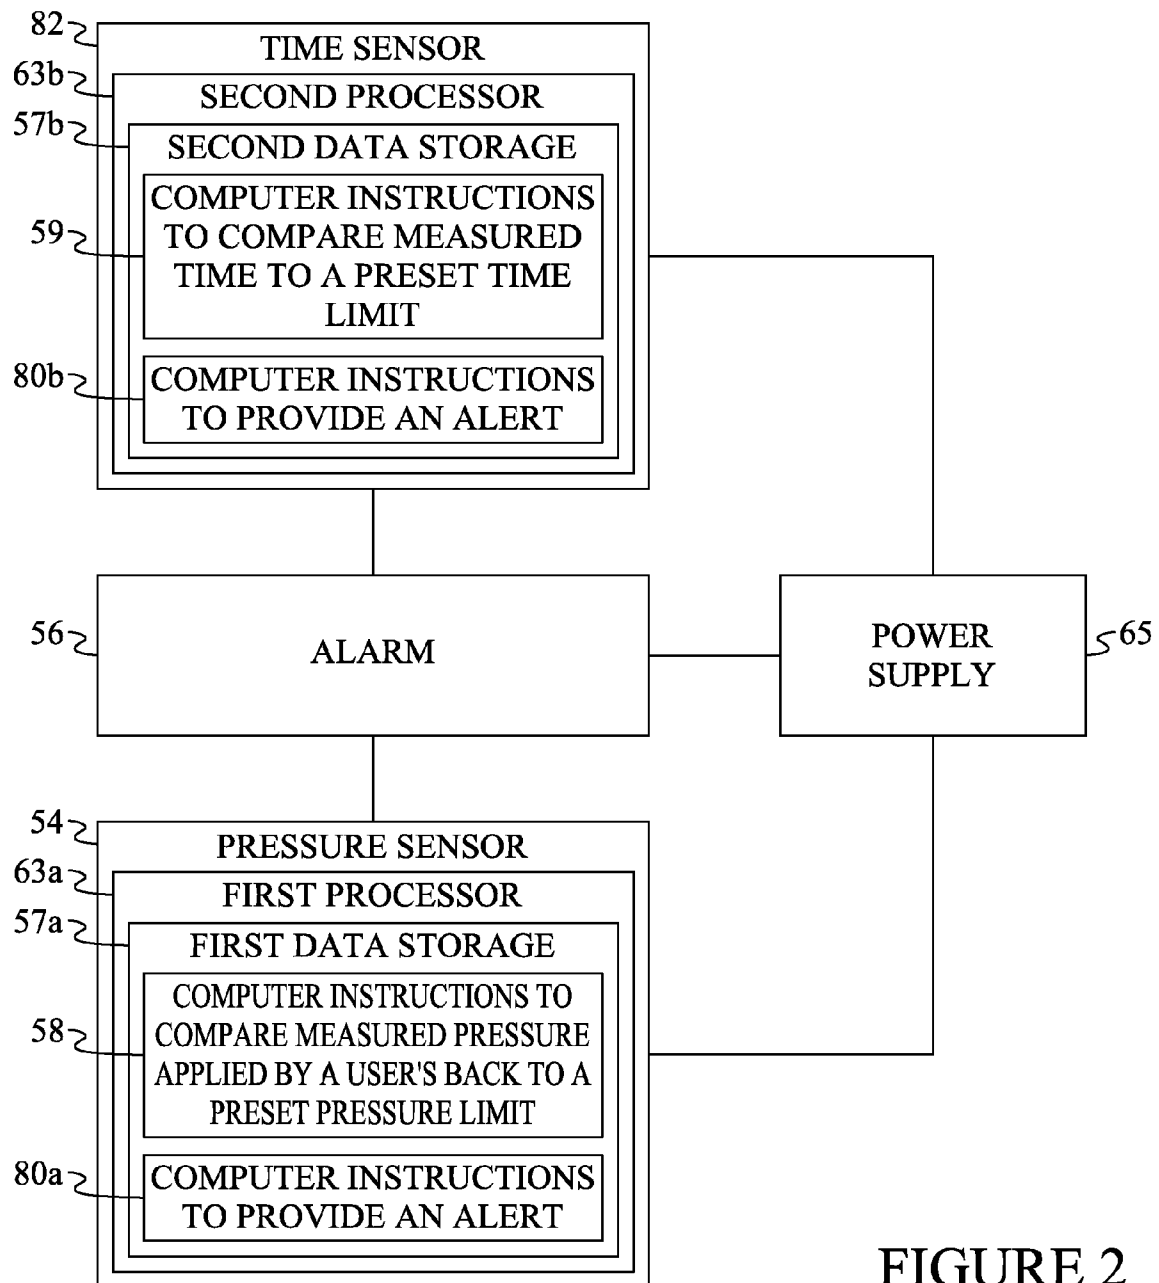 82
TIME SENSOR
63b
SECOND PROCESSOR
57b
SECOND DATA STORAGE
COMPUTER INSTRUCTIONS
TO COMPARE MEASURED
59
TIME TO A PRESET TIME
LIMIT
80b
COMPUTER INSTRUCTIONS
TO PROVIDE AN ALERT
56
ALARM
POWER
SUPPLY
65
54
PRESSURE SENSOR
63a
FIRST PROCESSOR
57a
FIRST DATA STORAGE
COMPUTER INSTRUCTIONS TO
58
COMPARE MEASURED PRESSURE
APPLIED BY A USER'S BACK TO A
PRESET PRESSURE LIMIT
80a
COMPUTER INSTRUCTIONS
TO PROVIDE AN ALERT
FIGURE 2